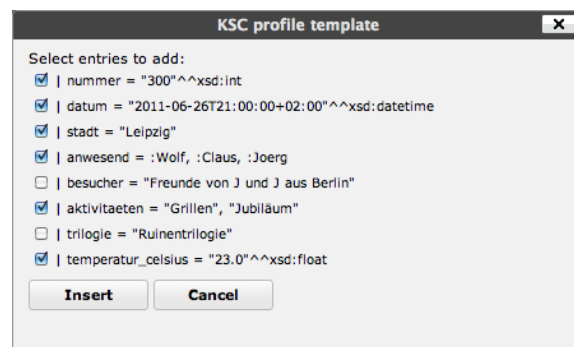 KSC profile template X
Select entries to add:
| nummer = "300"^^xsd:int
| datum = "2011-06-26T21:00:00+02:00"^^xsd:datetime
| stadt = "Leipzig"
| anwesend = :Wolf, :Claus, :Joerg
| besucher = "Freunde von J und J aus Berlin"
| aktivitaeten = "Grillen", "Jubiläum"
| trilogie = "Ruinentrilogie"
| temperatur_celsius = "23.0"^^xsd:float
Insert Cancel